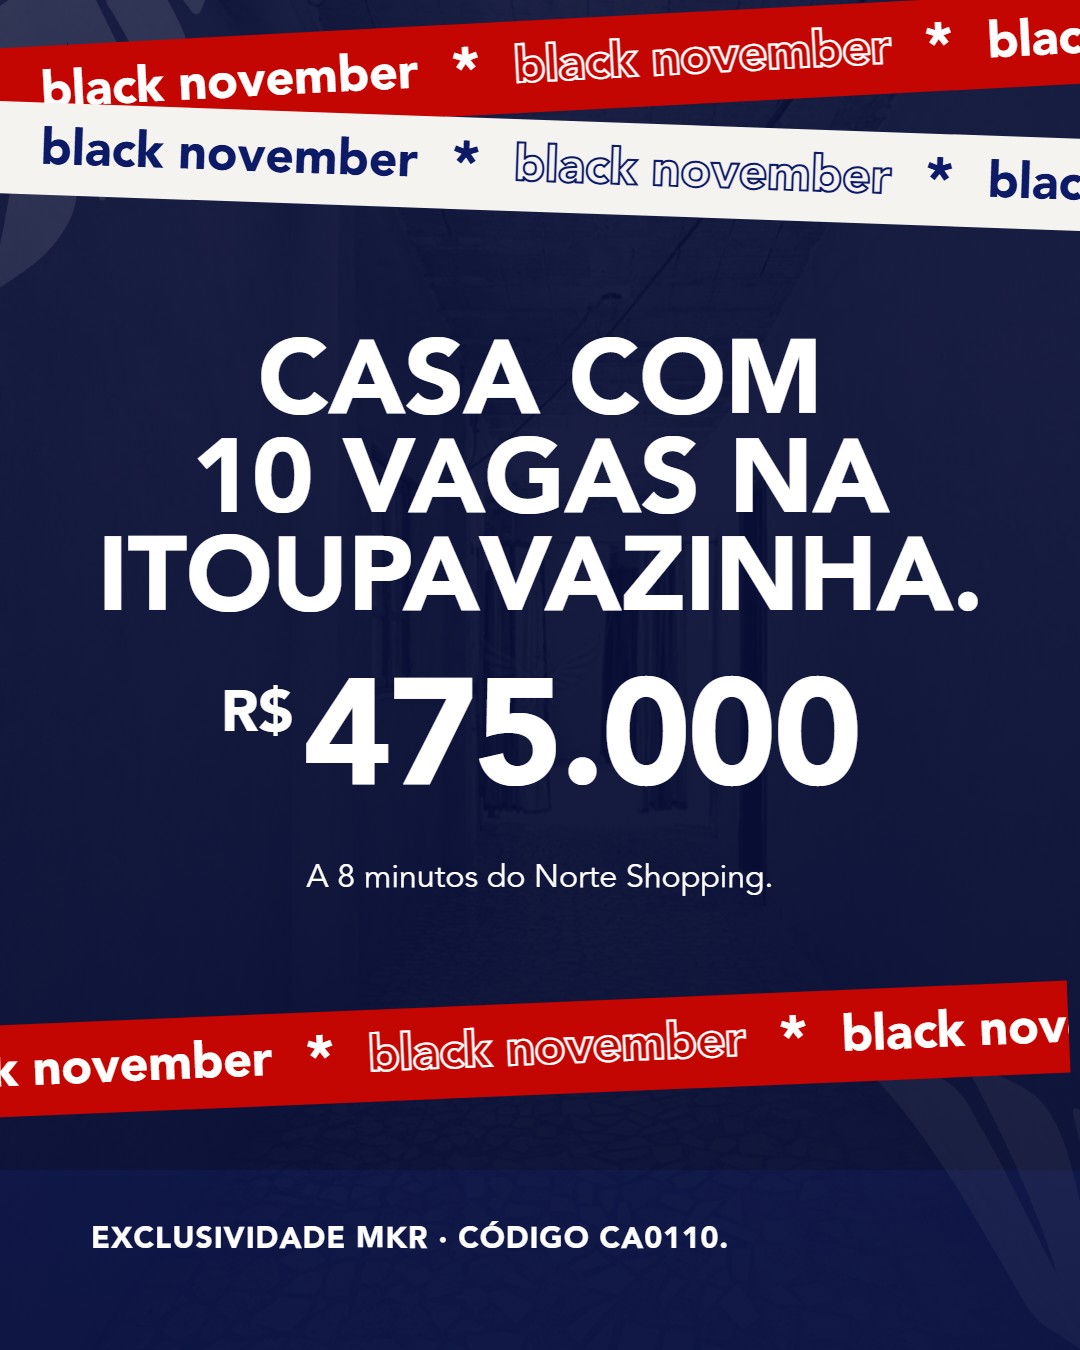 black november * black november * blac
black november * black november * blac
CASA COM
10 VAGAS NA
ITOUPAVAZINHA.
R$ 475.000
A 8 minutos do Norte Shopping.
k november * black november * black nov
EXCLUSIVIDADE MKR · CÓDIGO CA0110.